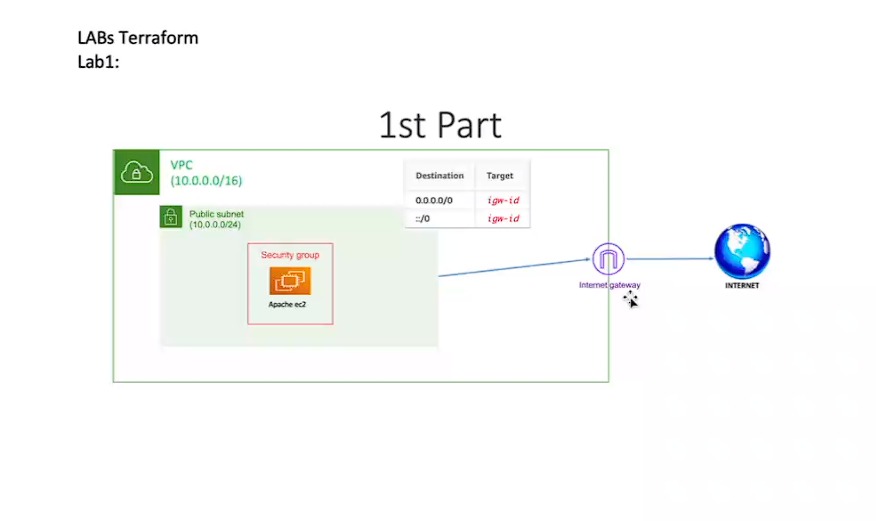 LABs Terraform
Lab1:
1st Part
VPC
(10.0.0.0/16)
Destination Target
0.0.0.0/0 igw-id
::/0 igw-id
Public subnet
(10.0.0.0/24)
Security group
Apache ec2
Internet gateway
INTERNET